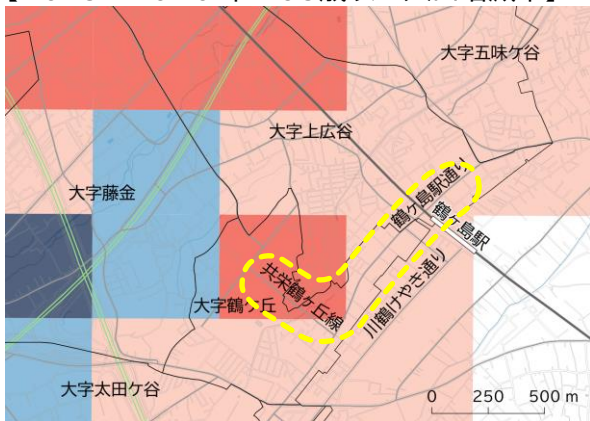 大字五味ケ谷
大字上広谷
大字藤金
鶴ケ島駅通り
鶴ケ島駅
共栄鶴ケ丘線
川鶴けやき通り
大字鶴ケ丘
大字太田ケ谷
0 250 500 m